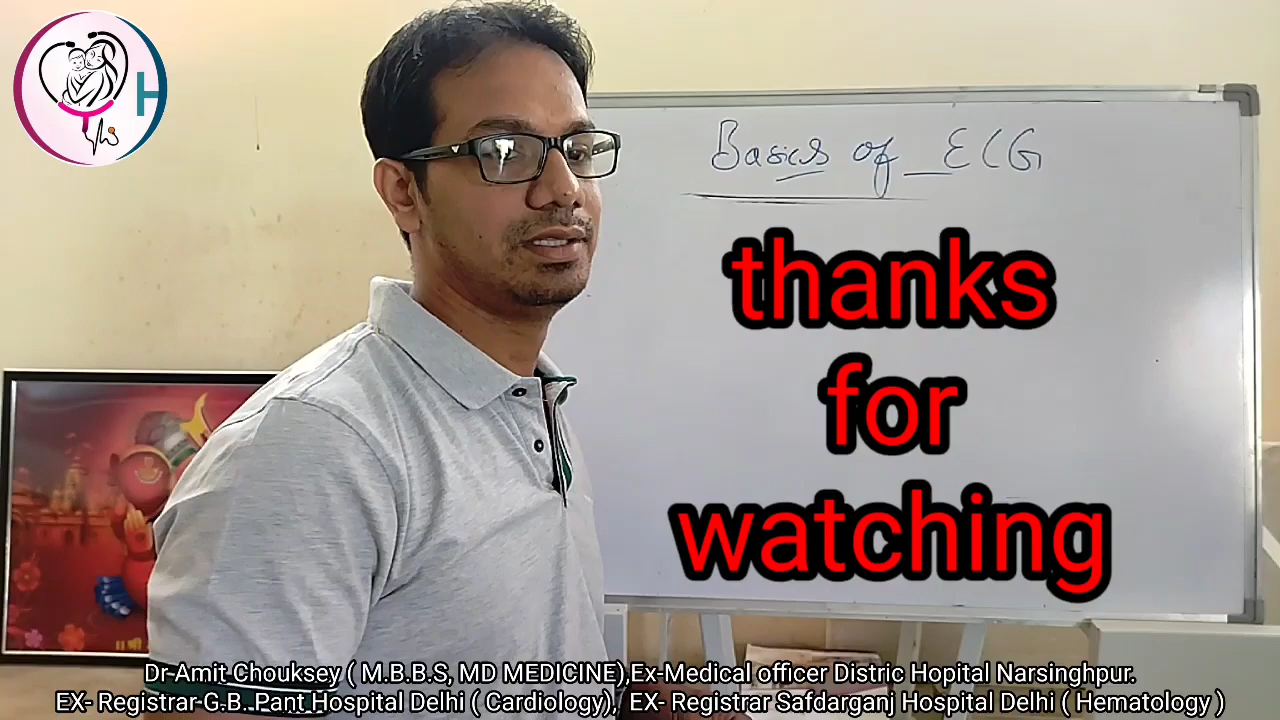 H
Basics of ECG
thanks
for
watching
Dr Amit Chouksey ( M.B.B.S, MD MEDICINE),Ex-Medical officer Distric Hopital Narsinghpur.
EX- Registrar G.B. Pant Hospital Delhi ( Cardiology), EX- Registrar Safdarganj Hospital Delhi ( Hematology )